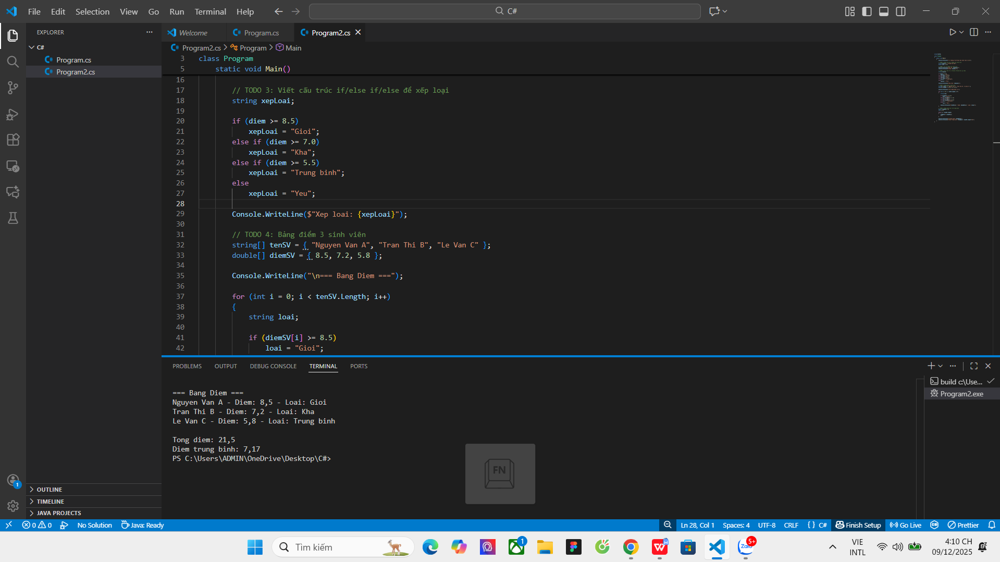 File Edit Selection View Go Run Terminal Help
C#
EXPLORER
C#
Program.cs
Program2.cs
OUTLINE
TIMELINE
JAVA PROJECTS
Welcome Program.cs Program2.cs
Program2.cs > Program > Main
3 class Program
5 static void Main()
16
17 // TODO 3: Viết cấu trúc if/else if/else để xếp loại
18 string xepLoai;
19
20 if (diem >= 8.5)
21 xepLoai = "Gioi";
22 else if (diem >= 7.0)
23 xepLoai = "Kha";
24 else if (diem >= 5.5)
25 xepLoai = "Trung binh";
26 else
27 xepLoai = "Yeu";
28
29 Console.WriteLine($"Xep loai: {xepLoai}");
30
31 // TODO 4: Bảng điểm 3 sinh viên
32 string[] tenSV = { "Nguyen Van A", "Tran Thi B", "Le Van C" };
33 double[] diemSV = { 8.5, 7.2, 5.8 };
34
35 Console.WriteLine("\n=== Bang Diem ===");
36
37 for (int i = 0; i < tenSV.Length; i++)
38 {
39 string loai;
40
41 if (diemSV[i] >= 8.5)
42 loai = "Gioi";
PROBLEMS OUTPUT DEBUG CONSOLE TERMINAL PORTS
=== Bang Diem ===
Nguyen Van A - Diem: 8,5 - Loai: Gioi
Tran Thi B - Diem: 7,2 - Loai: Kha
Le Van C - Diem: 5,8 - Loai: Trung binh
Tong diem: 21,5
Diem trung binh: 7,17
PS C:\Users\ADMIN\OneDrive\Desktop\C#>
build c:\Use...
Program2.exe
FN
1
0 0 No Solution Java: Ready
Ln 28, Col 1 Spaces: 4 UTF-8 CRLF { } C# Finish Setup Go Live Prettier
Tìm kiếm
1
Zalo
5+
VIE
INTL
4:10 CH
09/12/2025